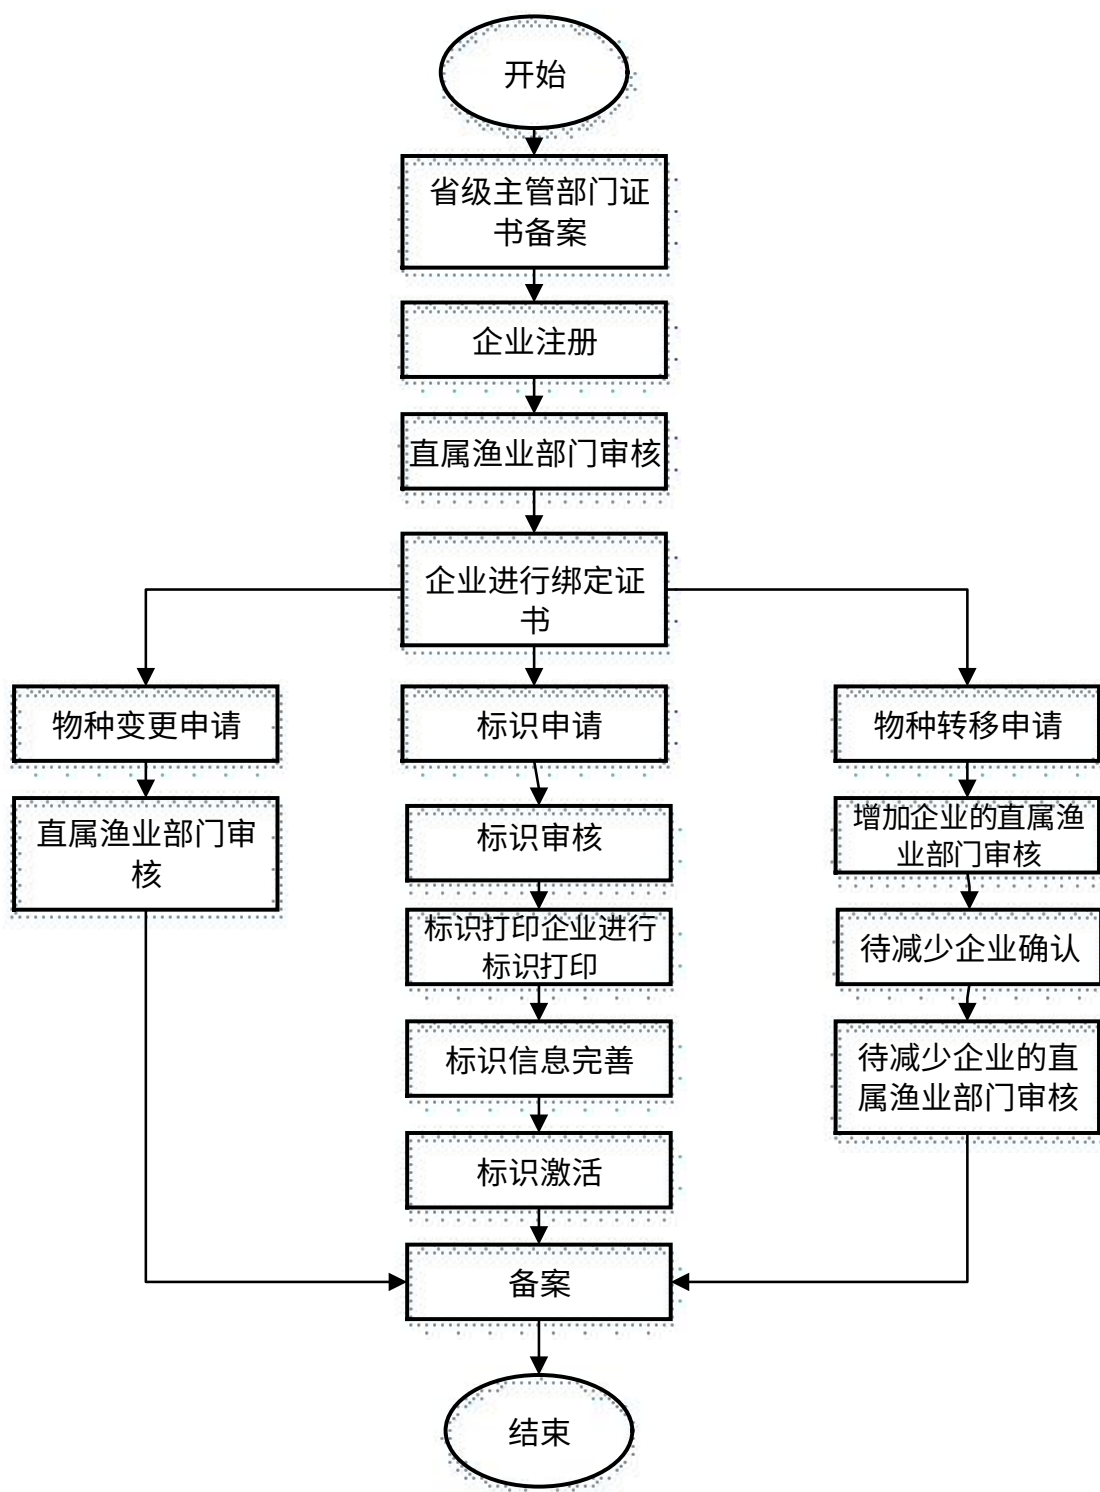 开始
省级主管部门证
书备案
企业注册
直属渔业部门审核
企业进行绑定证
书
物种变更申请
直属渔业部门审
核
标识申请
标识审核
标识打印企业进行
标识打印
标识信息完善
标识激活
物种转移申请
增加企业的直属渔
业部门审核
待减少企业确认
待减少企业的直
属渔业部门审核
备案
结束